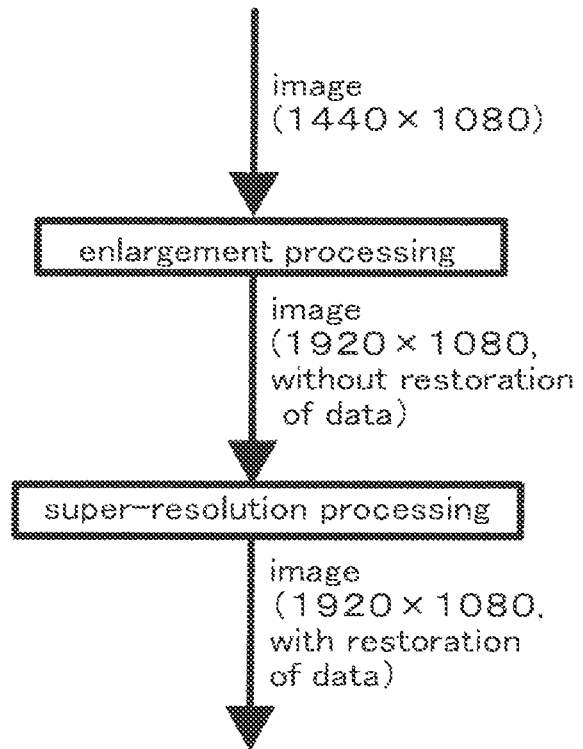 image
(1440×1080)
enlargement processing
image
(1920×1080,
without restoration
of data)
super-resolution processing
image
(1920×1080,
with restoration
of data)